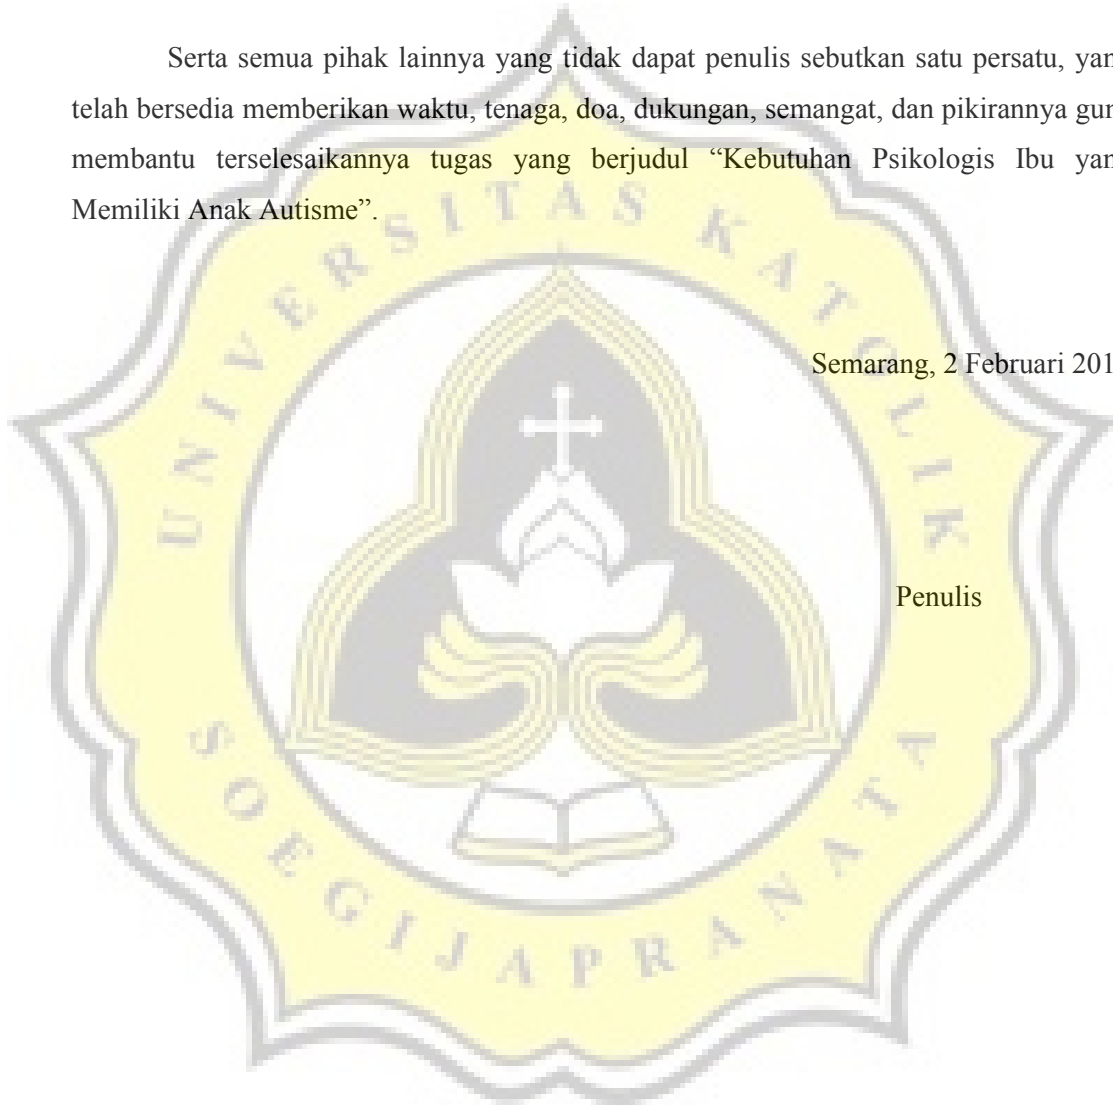 Serta semua pihak lainnya yang tidak dapat penulis sebutkan satu persatu, yan
telah bersedia memberikan waktu, tenaga, doa, dukungan, semangat, dan pikirannya gun
membantu terselesaikannya tugas yang berjudul “Kebutuhan Psikologis Ibu yan
Memiliki Anak Autisme”.
UNIVERSITAS KATOLIK
Semarang, 2 Februari 201
Penulis
SOEGIJAPRANATA